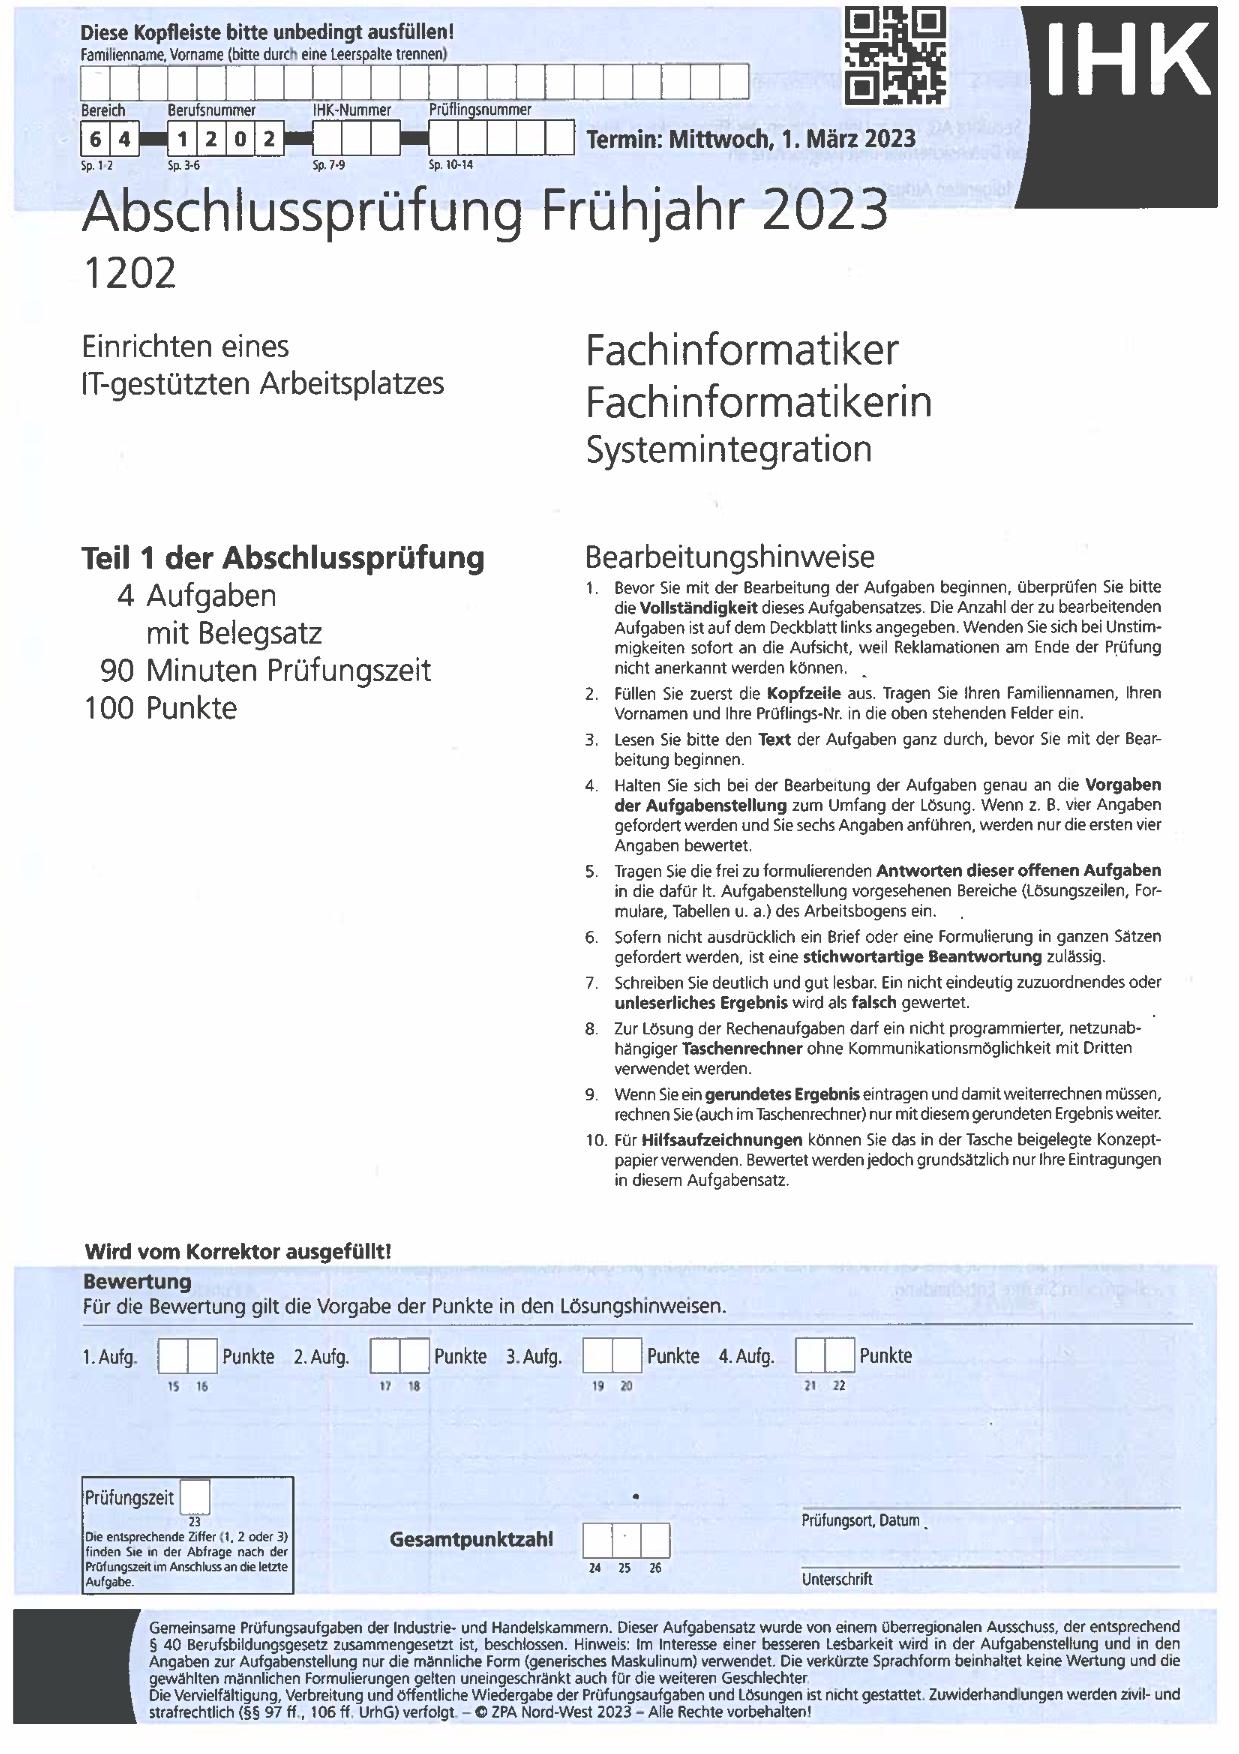 Diese Kopfleiste bitte unbedingt ausfüllen!
Familienname, Vorname (bitte durch eine Leerspalte trennen)
Bereich Berufsnummer IHK-Nummer Prüflingsnummer
6 4 1 2 0 2 Termin: Mittwoch, 1. März 2023
Sp. 1-2 Sp. 3-6 Sp. 7-9 Sp. 10-14
IHK
Abschlussprüfung Frühjahr 2023
1202
Einrichten eines
IT-gestützten Arbeitsplatzes
Fachinformatiker
Fachinformatikerin
Systemintegration
Teil 1 der Abschlussprüfung
4 Aufgaben
mit Belegsatz
90 Minuten Prüfungszeit
100 Punkte
Bearbeitungshinweise
1. Bevor Sie mit der Bearbeitung der Aufgaben beginnen, überprüfen Sie bitte
die Vollständigkeit dieses Aufgabensatzes. Die Anzahl der zu bearbeitenden
Aufgaben ist auf dem Deckblatt links angegeben. Wenden Sie sich bei Unstim-
migkeiten sofort an die Aufsicht, weil Reklamationen am Ende der Prüfung
nicht anerkannt werden können.
2. Füllen Sie zuerst die Kopfzeile aus. Tragen Sie Ihren Familiennamen, Ihren
Vornamen und Ihre Prüflings-Nr. in die oben stehenden Felder ein.
3. Lesen Sie bitte den Text der Aufgaben ganz durch, bevor Sie mit der Bear-
beitung beginnen.
4. Halten Sie sich bei der Bearbeitung der Aufgaben genau an die Vorgaben
der Aufgabenstellung zum Umfang der Lösung. Wenn z. B. vier Angaben
gefordert werden und Sie sechs Angaben anführen, werden nur die ersten vier
Angaben bewertet.
5. Tragen Sie die frei zu formulierenden Antworten dieser offenen Aufgaben
in die dafür lt. Aufgabenstellung vorgesehenen Bereiche (Lösungszeilen, For-
mulare, Tabellen u. a.) des Arbeitsbogens ein.
6. Sofern nicht ausdrücklich ein Brief oder eine Formulierung in ganzen Sätzen
gefordert werden, ist eine stichwortartige Beantwortung zulässig.
7. Schreiben Sie deutlich und gut lesbar. Ein nicht eindeutig zuzuordnendes oder
unleserliches Ergebnis wird als falsch gewertet.
8. Zur Lösung der Rechenaufgaben darf ein nicht programmierter, netzunab-
hängiger Taschenrechner ohne Kommunikationsmöglichkeit mit Dritten
verwendet werden.
9. Wenn Sie ein gerundetes Ergebnis eintragen und damit weiterrechnen müssen,
rechnen Sie (auch im Taschenrechner) nur mit diesem gerundeten Ergebnis weiter.
10. Für Hilfsaufzeichnungen können Sie das in der Tasche beigelegte Konzept-
papier verwenden. Bewertet werden jedoch grundsätzlich nur Ihre Eintragungen
in diesem Aufgabensatz.
Wird vom Korrektor ausgefüllt!
Bewertung
Für die Bewertung gilt die Vorgabe der Punkte in den Lösungshinweisen.
1. Aufg. Punkte 2. Aufg. Punkte 3. Aufg. Punkte 4. Aufg. Punkte
15 16 17 18 19 20 21 22
Prüfungszeit
23
Die entsprechende Ziffer (1, 2 oder 3)
finden Sie in der Abfrage nach der
Prüfungszeit im Anschluss an die letzte
Aufgabe.
Gesamtpunktzahl
24 25 26
Prüfungsort, Datum
Unterschrift
Gemeinsame Prüfungsaufgaben der Industrie- und Handelskammern. Dieser Aufgabensatz wurde von einem überregionalen Ausschuss, der entsprechend
§ 40 Berufsbildungsgesetz zusammengesetzt ist, beschlossen. Hinweis: Im Interesse einer besseren Lesbarkeit wird in der Aufgabenstellung und in den
Angaben zur Aufgabenstellung nur die männliche Form (generisches Maskulinum) verwendet. Die verkürzte Sprachform beinhaltet keine Wertung und die
gewählten männlichen Formulierungen gelten uneingeschränkt auch für die weiteren Geschlechter.
Die Vervielfältigung, Verbreitung und öffentliche Wiedergabe der Prüfungsaufgaben und Lösungen ist nicht gestattet. Zuwiderhandlungen werden zivil- und
strafrechtlich (§§ 97 ff., 106 ff. UrhG) verfolgt. – © ZPA Nord-West 2023 – Alle Rechte vorbehalten!